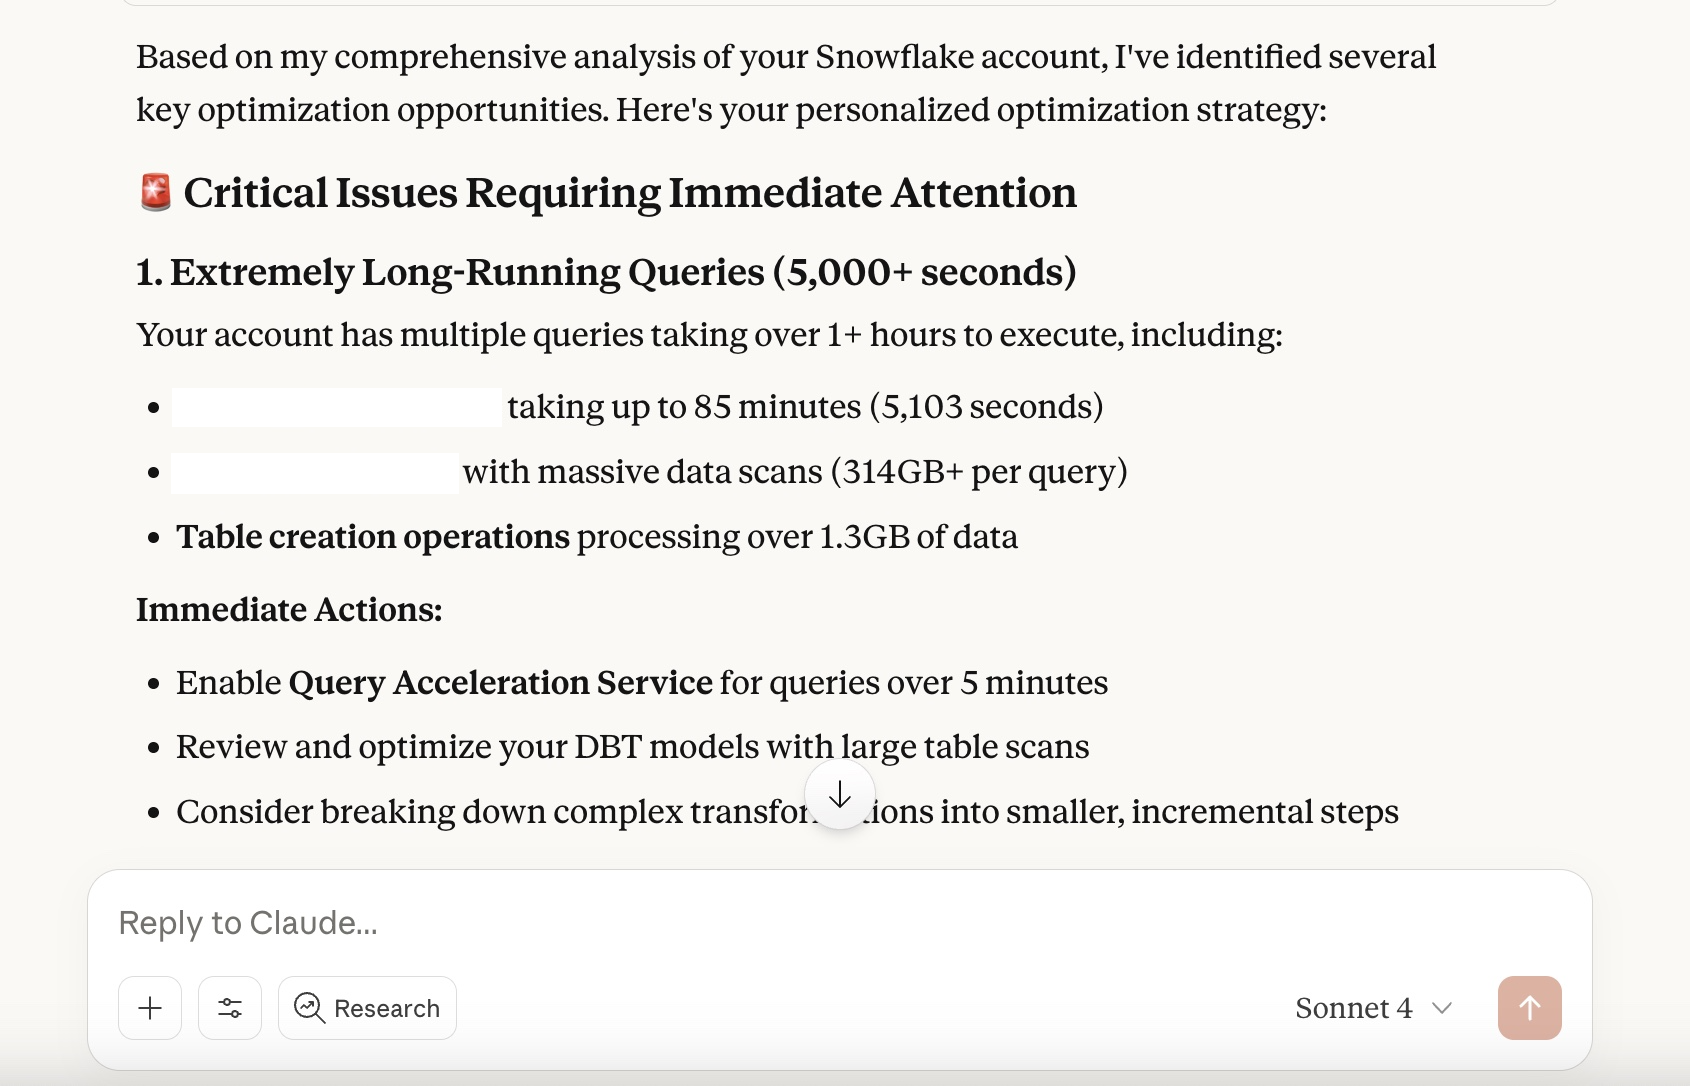 Based on my comprehensive analysis of your Snowflake account, I've identified several
key optimization opportunities. Here's your personalized optimization strategy:
🚨 Critical Issues Requiring Immediate Attention
1. Extremely Long-Running Queries (5,000+ seconds)
Your account has multiple queries taking over 1+ hours to execute, including:
• taking up to 85 minutes (5,103 seconds)
• with massive data scans (314GB+ per query)
• Table creation operations processing over 1.3GB of data
Immediate Actions:
• Enable Query Acceleration Service for queries over 5 minutes
• Review and optimize your DBT models with large table scans
• Consider breaking down complex into smaller, incremental steps
Reply to Claude...
Research
Sonnet 4